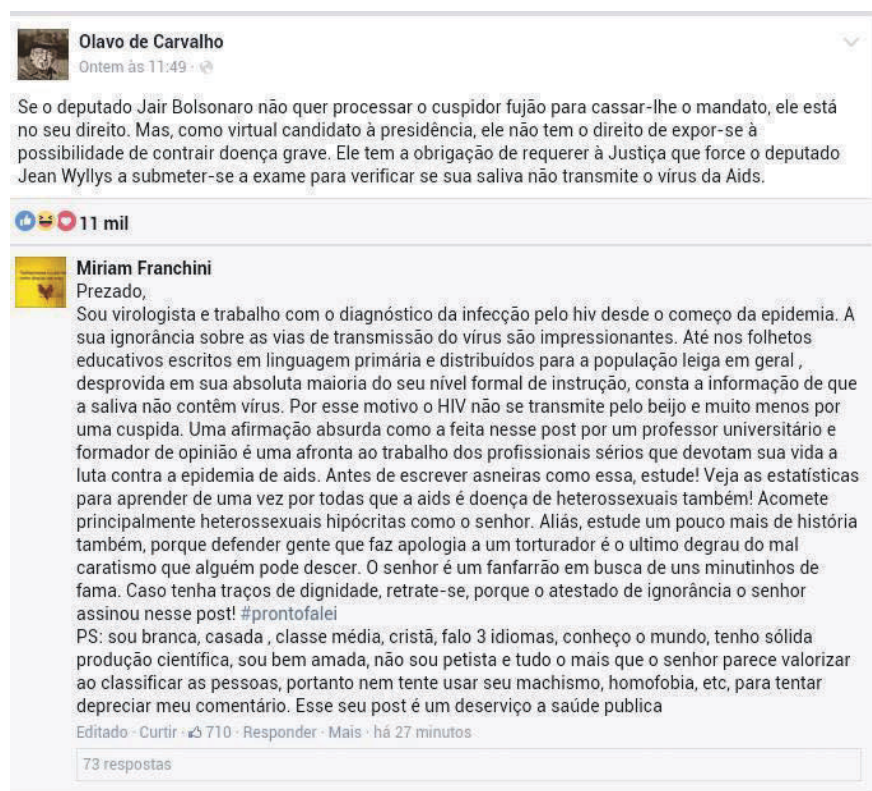 Olavo de Carvalho
Ontem às 11:49 ·
Se o deputado Jair Bolsonaro não quer processar o cuspidor fujão para cassar-lhe o mandato, ele está
no seu direito. Mas, como virtual candidato à presidência, ele não tem o direito de expor-se à
possibilidade de contrair doença grave. Ele tem a obrigação de requerer à Justiça que force o deputado
Jean Wyllys a submeter-se a exame para verificar se sua saliva não transmite o vírus da Aids.
11 mil
Miriam Franchini
Prezado,
Sou virologista e trabalho com o diagnóstico da infecção pelo hiv desde o começo da epidemia. A
sua ignorância sobre as vias de transmissão do vírus são impressionantes. Até nos folhetos
educativos escritos em linguagem primária e distribuídos para a população leiga em geral ,
desprovida em sua absoluta maioria do seu nível formal de instrução, consta a informação de que
a saliva não contêm vírus. Por esse motivo o HIV não se transmite pelo beijo e muito menos por
uma cuspida. Uma afirmação absurda como a feita nesse post por um professor universitário e
formador de opinião é uma afronta ao trabalho dos profissionais sérios que devotam sua vida a
luta contra a epidemia de aids. Antes de escrever asneiras como essa, estude! Veja as estatísticas
para aprender de uma vez por todas que a aids é doença de heterossexuais também! Acomete
principalmente heterossexuais hipócritas como o senhor. Aliás, estude um pouco mais de história
também, porque defender gente que faz apologia a um torturador é o ultimo degrau do mal
caratismo que alguém pode descer. O senhor é um fanfarrão em busca de uns minutinhos de
fama. Caso tenha traços de dignidade, retrate-se, porque o atestado de ignorância o senhor
assinou nesse post! #prontofalei
PS: sou branca, casada , classe média, cristã, falo 3 idiomas, conheço o mundo, tenho sólida
produção científica, sou bem amada, não sou petista e tudo o mais que o senhor parece valorizar
ao classificar as pessoas, portanto nem tente usar seu machismo, homofobia, etc, para tentar
depreciar meu comentário. Esse seu post é um deserviço a saúde publica
Editado · Curtir · 710 · Responder · Mais · há 27 minutos
73 respostas